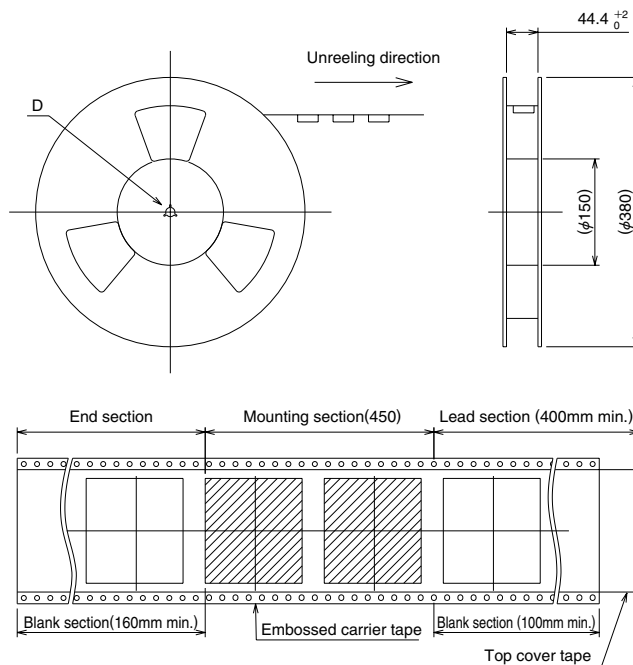 44.4 +2 0
Unreeling direction
D
(φ150)
(φ380)
End section
Mounting section(450)
Lead section (400mm min.)
Blank section(160mm min.)
Embossed carrier tape
Blank section (100mm min.)
Top cover tape